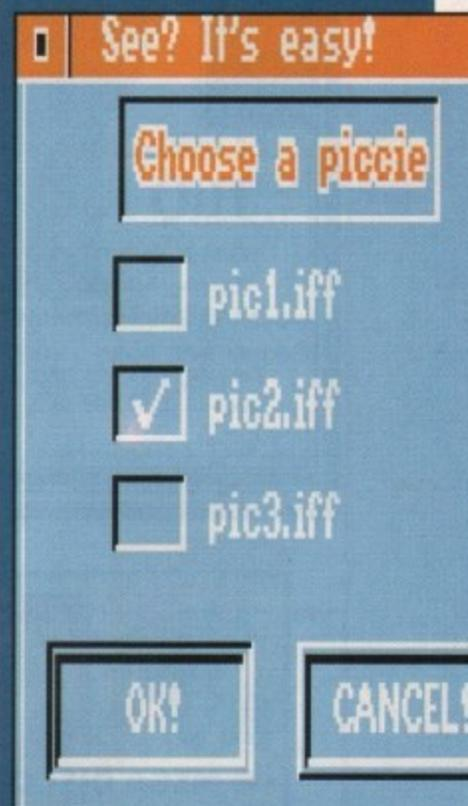 See? It's easy!
Choose a piccie
pic1.iff
pic2.iff
pic3.iff
OK! CANCEL!